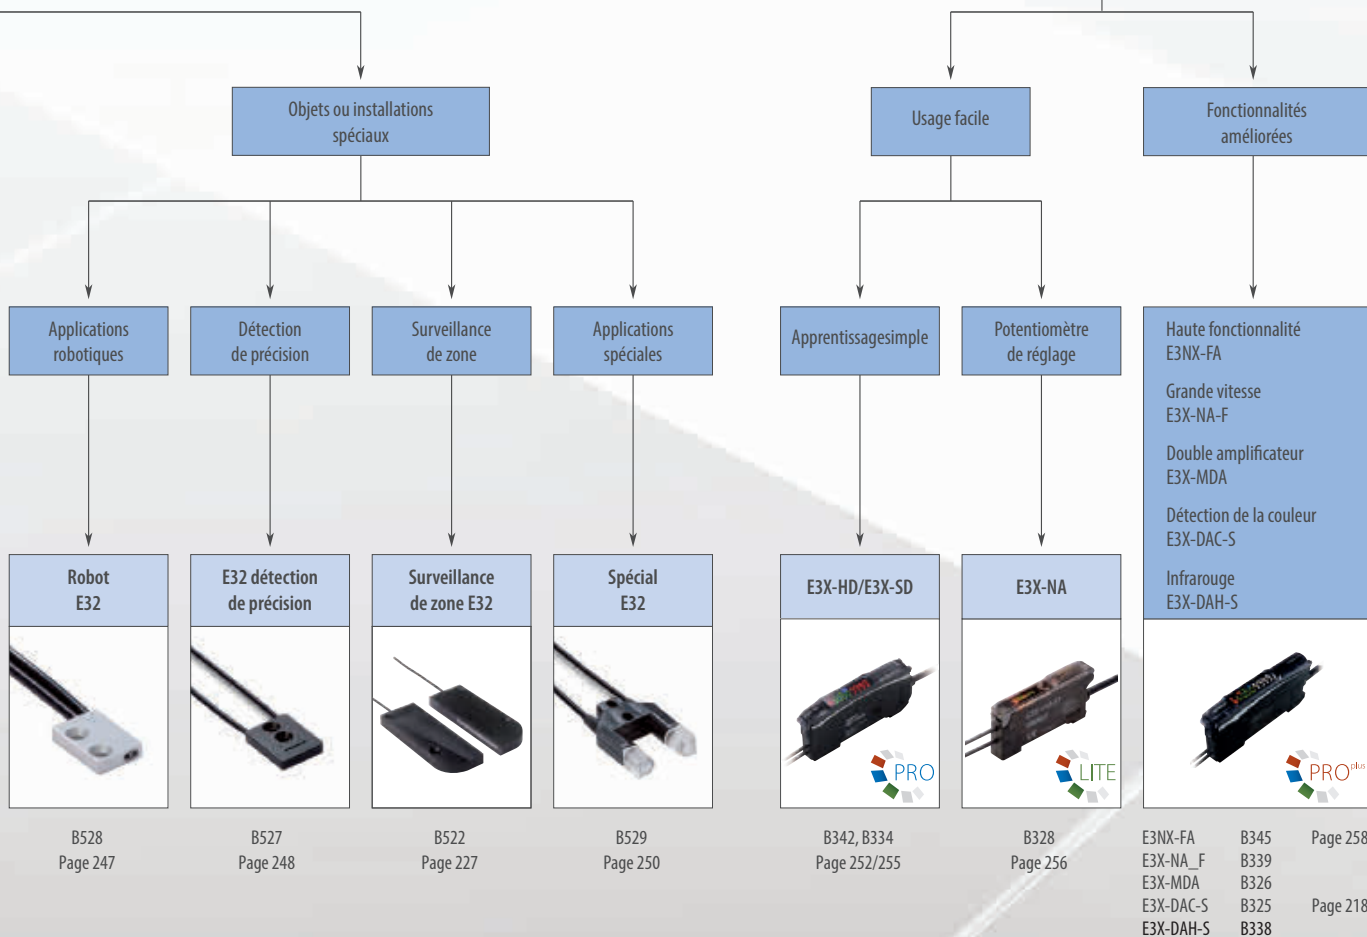 Objets ou installations
spéciaux
Usage facile
Fonctionnalités
améliorées
Applications
robotiques
Détection
de précision
Surveillance
de zone
Applications
spéciales
Apprentissagesimple
Potentiomètre
de réglage
Haute fonctionnalité
E3NX-FA
Grande vitesse
E3X-NA-F
Double amplificateur
E3X-MDA
Détection de la couleur
E3X-DAC-S
Infrarouge
E3X-DAH-S
Robot
E32
E32 détection
de précision
Surveillance
de zone E32
Spécial
E32
E3X-HD/E3X-SD
E3X-NA
PRO
LITE
PROplus
B528
Page 247
B527
Page 248
B522
Page 227
B529
Page 250
B342, B334
Page 252/255
B328
Page 256
E3NX-FA B345 Page 258
E3X-NA_F B339
E3X-MDA B326
E3X-DAC-S B325 Page 218
E3X-DAH-S B338